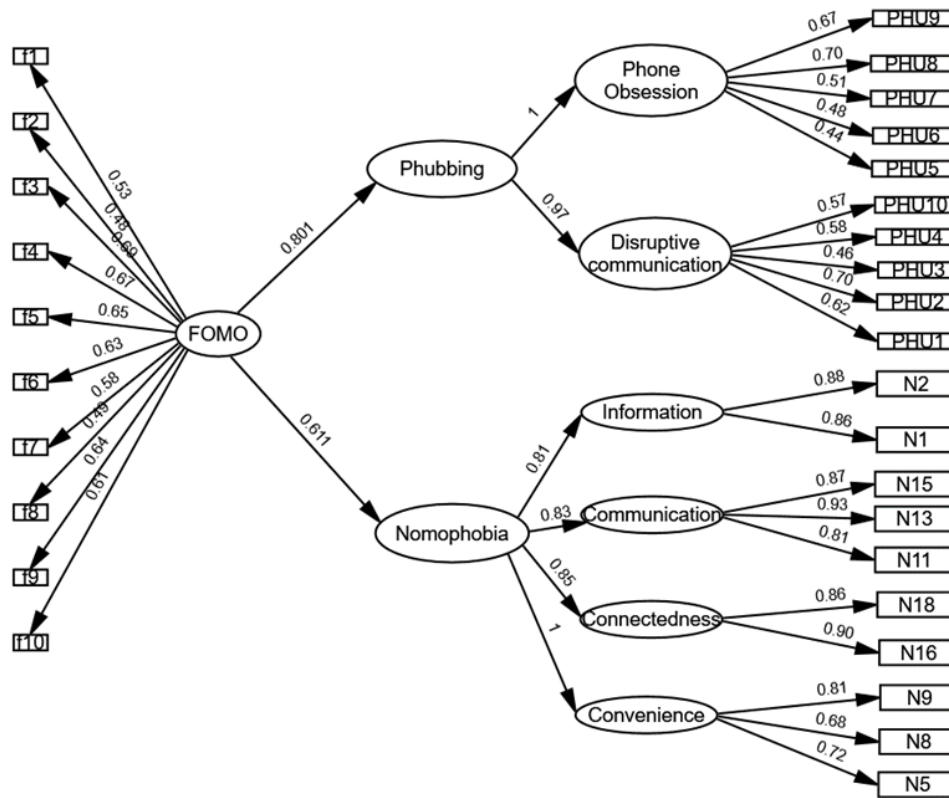 f1
f2
f3
f4
f5
f6
f7
f8
f9
f10
0.53
0.48
0.69
0.67
0.65
0.63
0.58
0.49
0.64
0.61
FOMO
0.801
0.611
Phubbing
1
0.97
Phone
Obsession
0.67
0.70
0.51
0.48
0.44
PHU9
PHU8
PHU7
PHU6
PHU5
Disruptive
communication
0.57
0.58
0.46
0.70
0.62
PHU10
PHU4
PHU3
PHU2
PHU1
Nomophobia
0.81
0.83
0.85
1
Information
0.88
0.86
N2
N1
Communication
0.87
0.93
0.81
N15
N13
N11
Connectedness
0.86
0.90
N18
N16
Convenience
0.81
0.68
0.72
N9
N8
N5